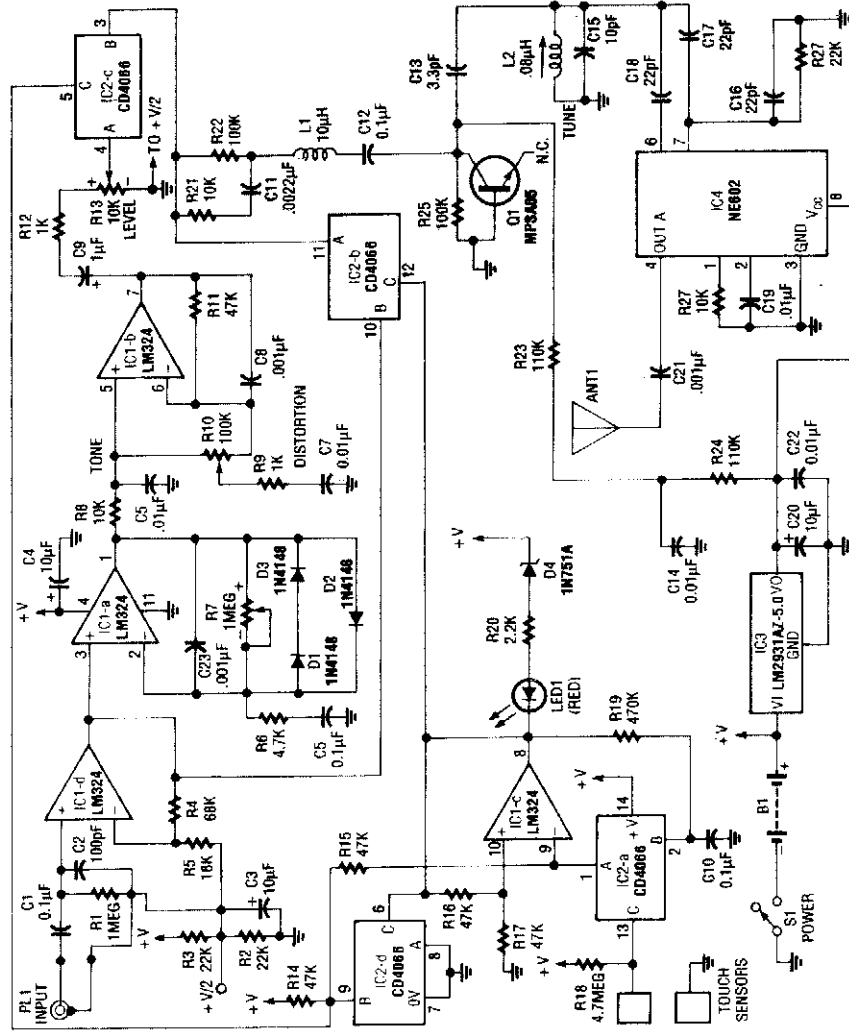 PL1
INPUT
C1
0.1µF
R1
1MEG
C2
100pF
+
−
IC1-d
LM324
R5
16K
R4
68K
+V
R3
22K
+V/2
R2
22K
C3
10µF
+
3
2
+
−
IC1-a
LM324
4
11
1
+V
C4
10µF
+
C23
.001µF
R7
1MEG
+
D3
1N4148
D1
1N4148
D2
1N4148
R6
4.7K
C5
0.1µF
R8
10K
C5
.01µF
TONE
R10
100K
DISTORTION
R9
1K
C7
0.01µF
5
6
+
−
IC1-b
LM324
7
R11
47K
C8
.001µF
C9
1µF
+
R12
1K
R13
10K
LEVEL
+
−
TO +V/2
4
A
5
C
IC2-c
CD4066
B
3
R21
10K
R22
100K
C11
.0022µF
L1
10µH
C12
0.1µF
11
A
IC2-b
CD4066
B
C
10
12
R25
100K
Q1
MPSA05
N.C.
C13
3.3pF
L2
.08µH
TUNE
C15
10pF
C18
22pF
C17
22pF
C16
22pF
R27
22K
6
7
4
OUT A
IC4
NE602
1
2
3
GND
VCC
8
R27
10K
C19
.01µF
C21
.001µF
ANT1
R23
110K
R24
110K
C14
0.01µF
C20
10µF
+
C22
0.01µF
+V
R14
47K
R15
47K
9
B
IC2-d
CD4066
C
6
0V
A
7
8
R16
47K
R17
47K
10
9
+
−
IC1-c
LM324
8
LED1
(RED)
R20
2.2K
D4
1N751A
+V
R19
470K
1
A
C
13
IC2-a
CD4066
+V
14
B
2
+V
C10
0.1µF
+V
R18
4.7MEG
TOUCH
SENSORS
S1
POWER
B1
−
+
+V
VI
IC3
LM2931AZ-5.0
VO
GND